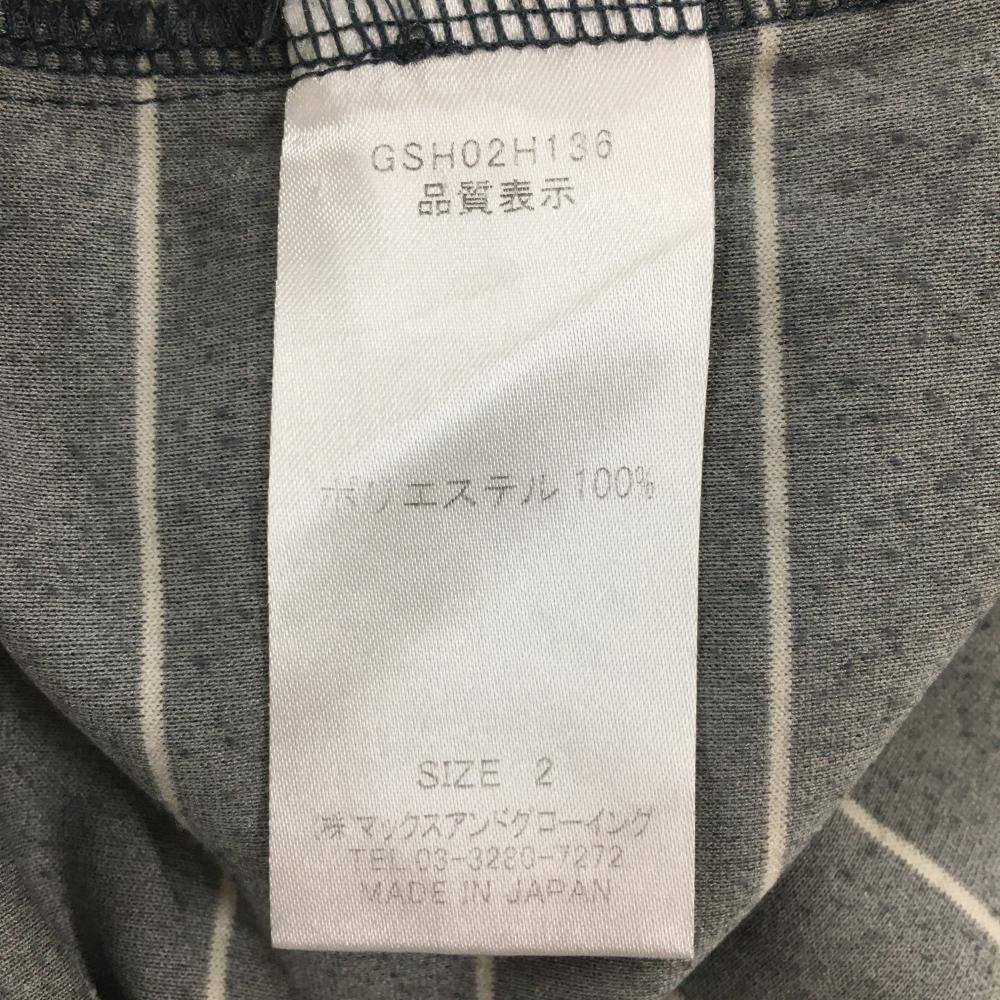 GSH02H136
品質表示
ポリエステル 100%
SIZE 2
㈱マックスアンドグローイング
TEL.03-3280-7272
MADE IN JAPAN